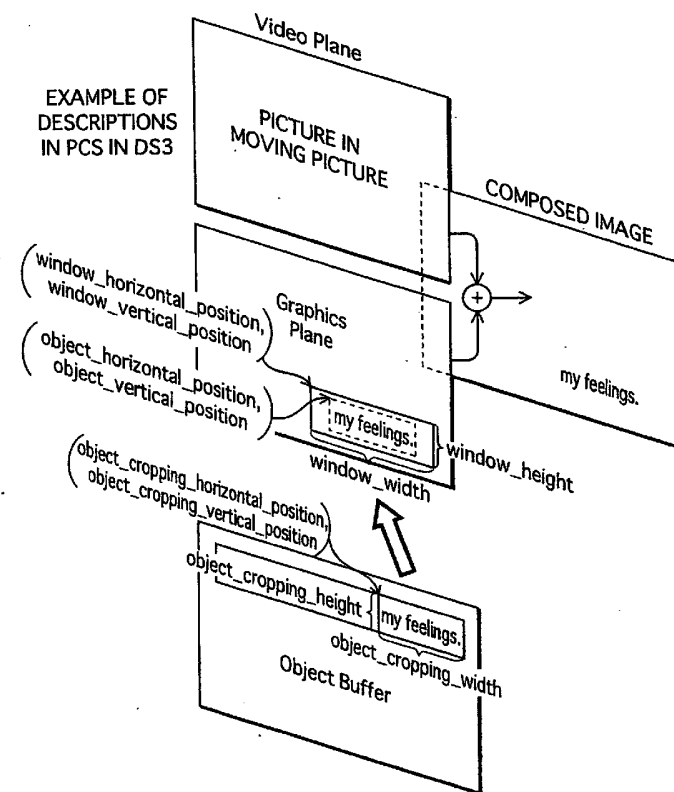 Video Plane
EXAMPLE OF
DESCRIPTIONS
IN PCS IN DS3
PICTURE IN
MOVING PICTURE
COMPOSED IMAGE
(window_horizontal_position,
window_vertical_position)
Graphics
Plane
+
(object_horizontal_position,
object_vertical_position)
my feelings.
my feelings.
window_height
window_width
(object_cropping_horizontal_position,
object_cropping_vertical_position)
object_cropping_height
my feelings.
object_cropping_width
Object Buffer